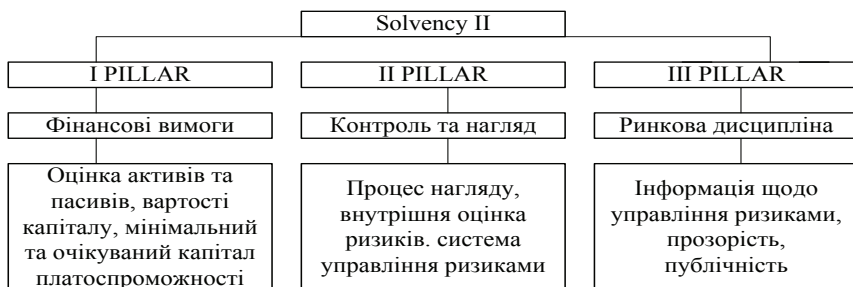 Solvency II
I PILLAR
II PILLAR
III PILLAR
Фінансові вимоги
Контроль та нагляд
Ринкова дисципліна
Оцінка активів та
пасивів, вартості
капіталу, мінімальний
та очікуваний капітал
платоспроможності
Процес нагляду,
внутрішня оцінка
ризиків. система
управління ризиками
Інформація щодо
управління ризиками,
прозорість,
публічність